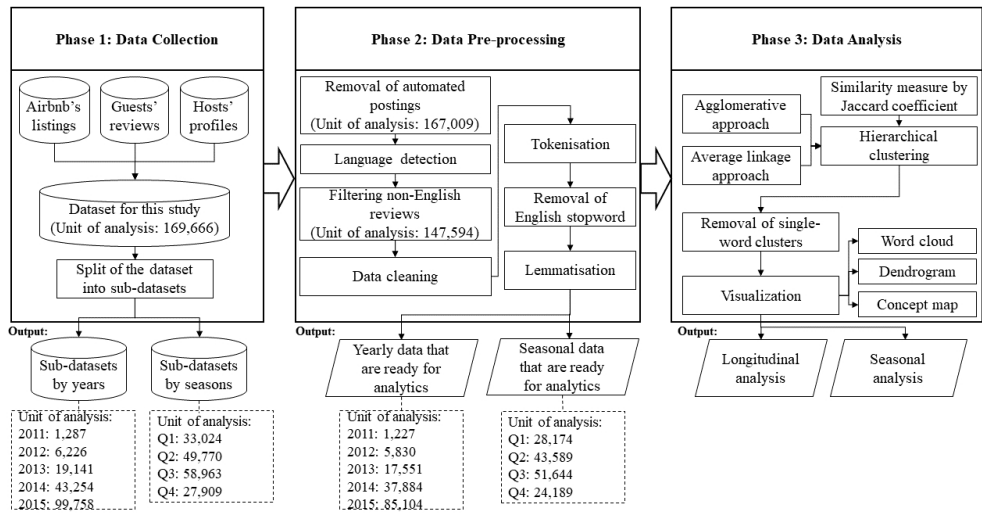 Phase 1: Data Collection
Airbnb's
listings
Guests'
reviews
Hosts'
profiles
Dataset for this study
(Unit of analysis: 169,666)
Split of the dataset
into sub-datasets
Output:
Sub-datasets
by years
Sub-datasets
by seasons
Unit of analysis:
2011: 1,287
2012: 6,226
2013: 19,141
2014: 43,254
2015: 99,758
Unit of analysis:
Q1: 33,024
Q2: 49,770
Q3: 58,963
Q4: 27,909
Phase 2: Data Pre-processing
Removal of automated
postings
(Unit of analysis: 167,009)
Language detection
Filtering non-English
reviews
(Unit of analysis: 147,594)
Data cleaning
Tokenisation
Removal of
English stopword
Lemmatisation
Output:
Yearly data that
are ready for
analytics
Seasonal data
that are ready
for analytics
Unit of analysis:
2011: 1,227
2012: 5,830
2013: 17,551
2014: 37,884
2015: 85,104
Unit of analysis:
Q1: 28,174
Q2: 43,589
Q3: 51,644
Q4: 24,189
Phase 3: Data Analysis
Agglomerative
approach
Average linkage
approach
Similarity measure by
Jaccard coefficient
Hierarchical
clustering
Removal of single-
word clusters
Visualization
Word cloud
Dendrogram
Concept map
Output:
Longitudinal
analysis
Seasonal
analysis